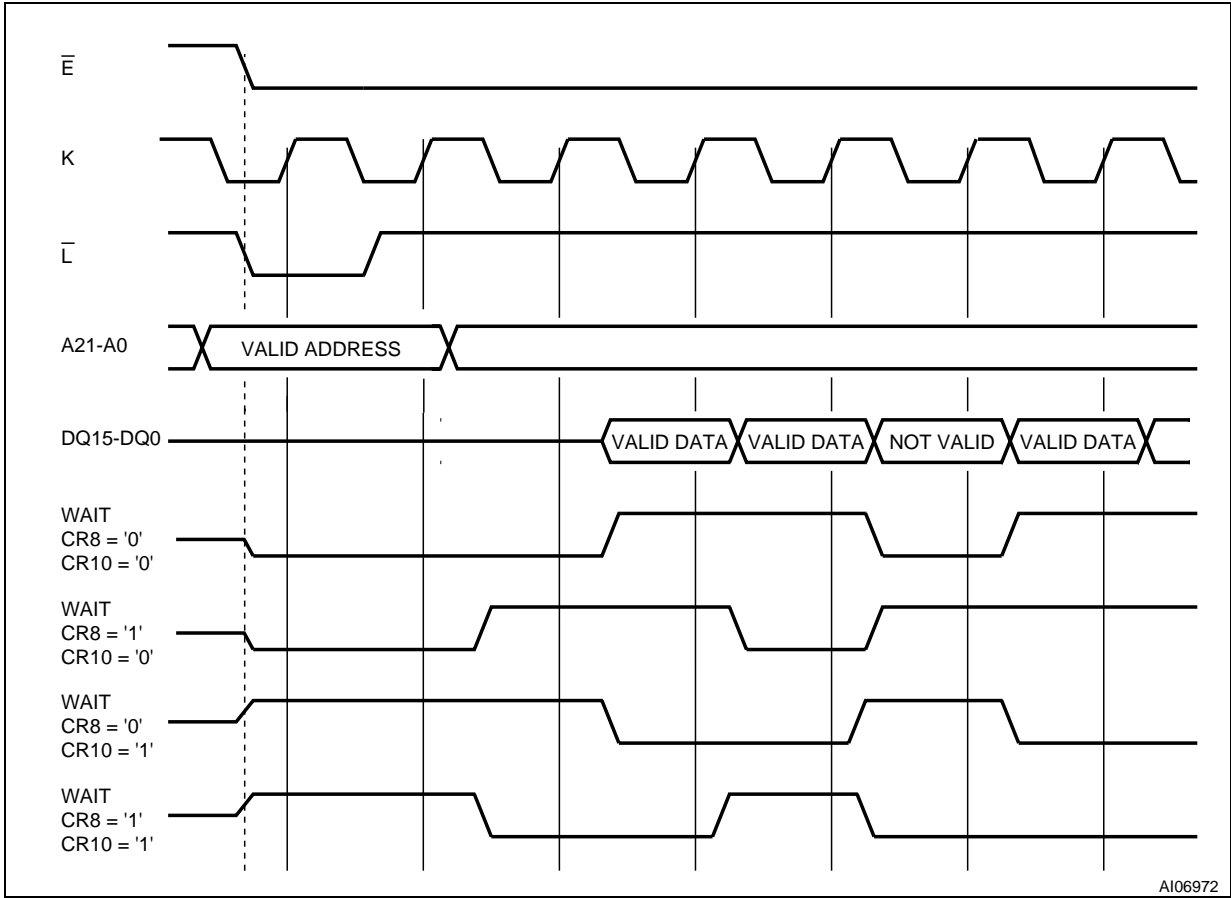 E̅
K
L̅
A21-A0
VALID ADDRESS
DQ15-DQ0
VALID DATA
VALID DATA
NOT VALID
VALID DATA
WAIT
CR8 = '0'
CR10 = '0'
WAIT
CR8 = '1'
CR10 = '0'
WAIT
CR8 = '0'
CR10 = '1'
WAIT
CR8 = '1'
CR10 = '1'
AI06972